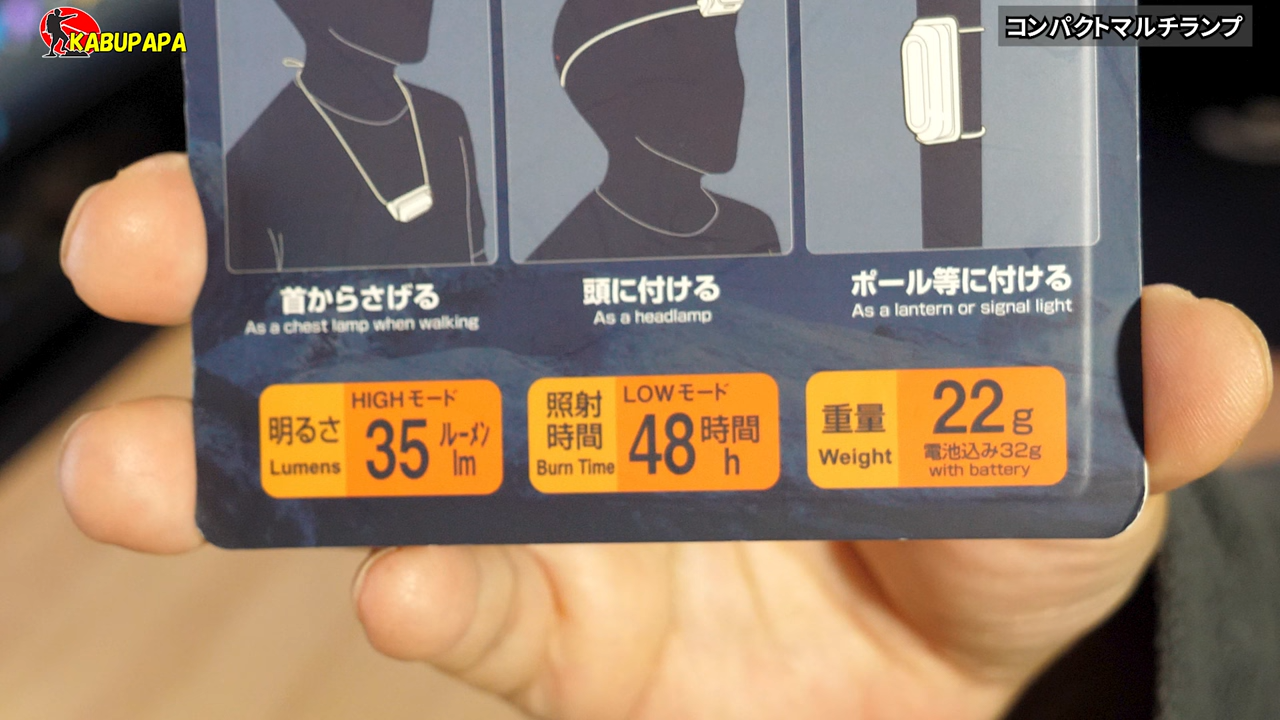 KABUPAPA
コンパクトマルチランプ
首からさげる
As a chest lamp when walking
頭に付ける
As a headlamp
ポール等に付ける
As a lantern or signal light
明るさ
Lumens
HIGHモード
35 ルーメン
lm
照射
時間
Burn Time
LOWモード
48 時間
h
重量
Weight
22g
電池込み32g
with battery